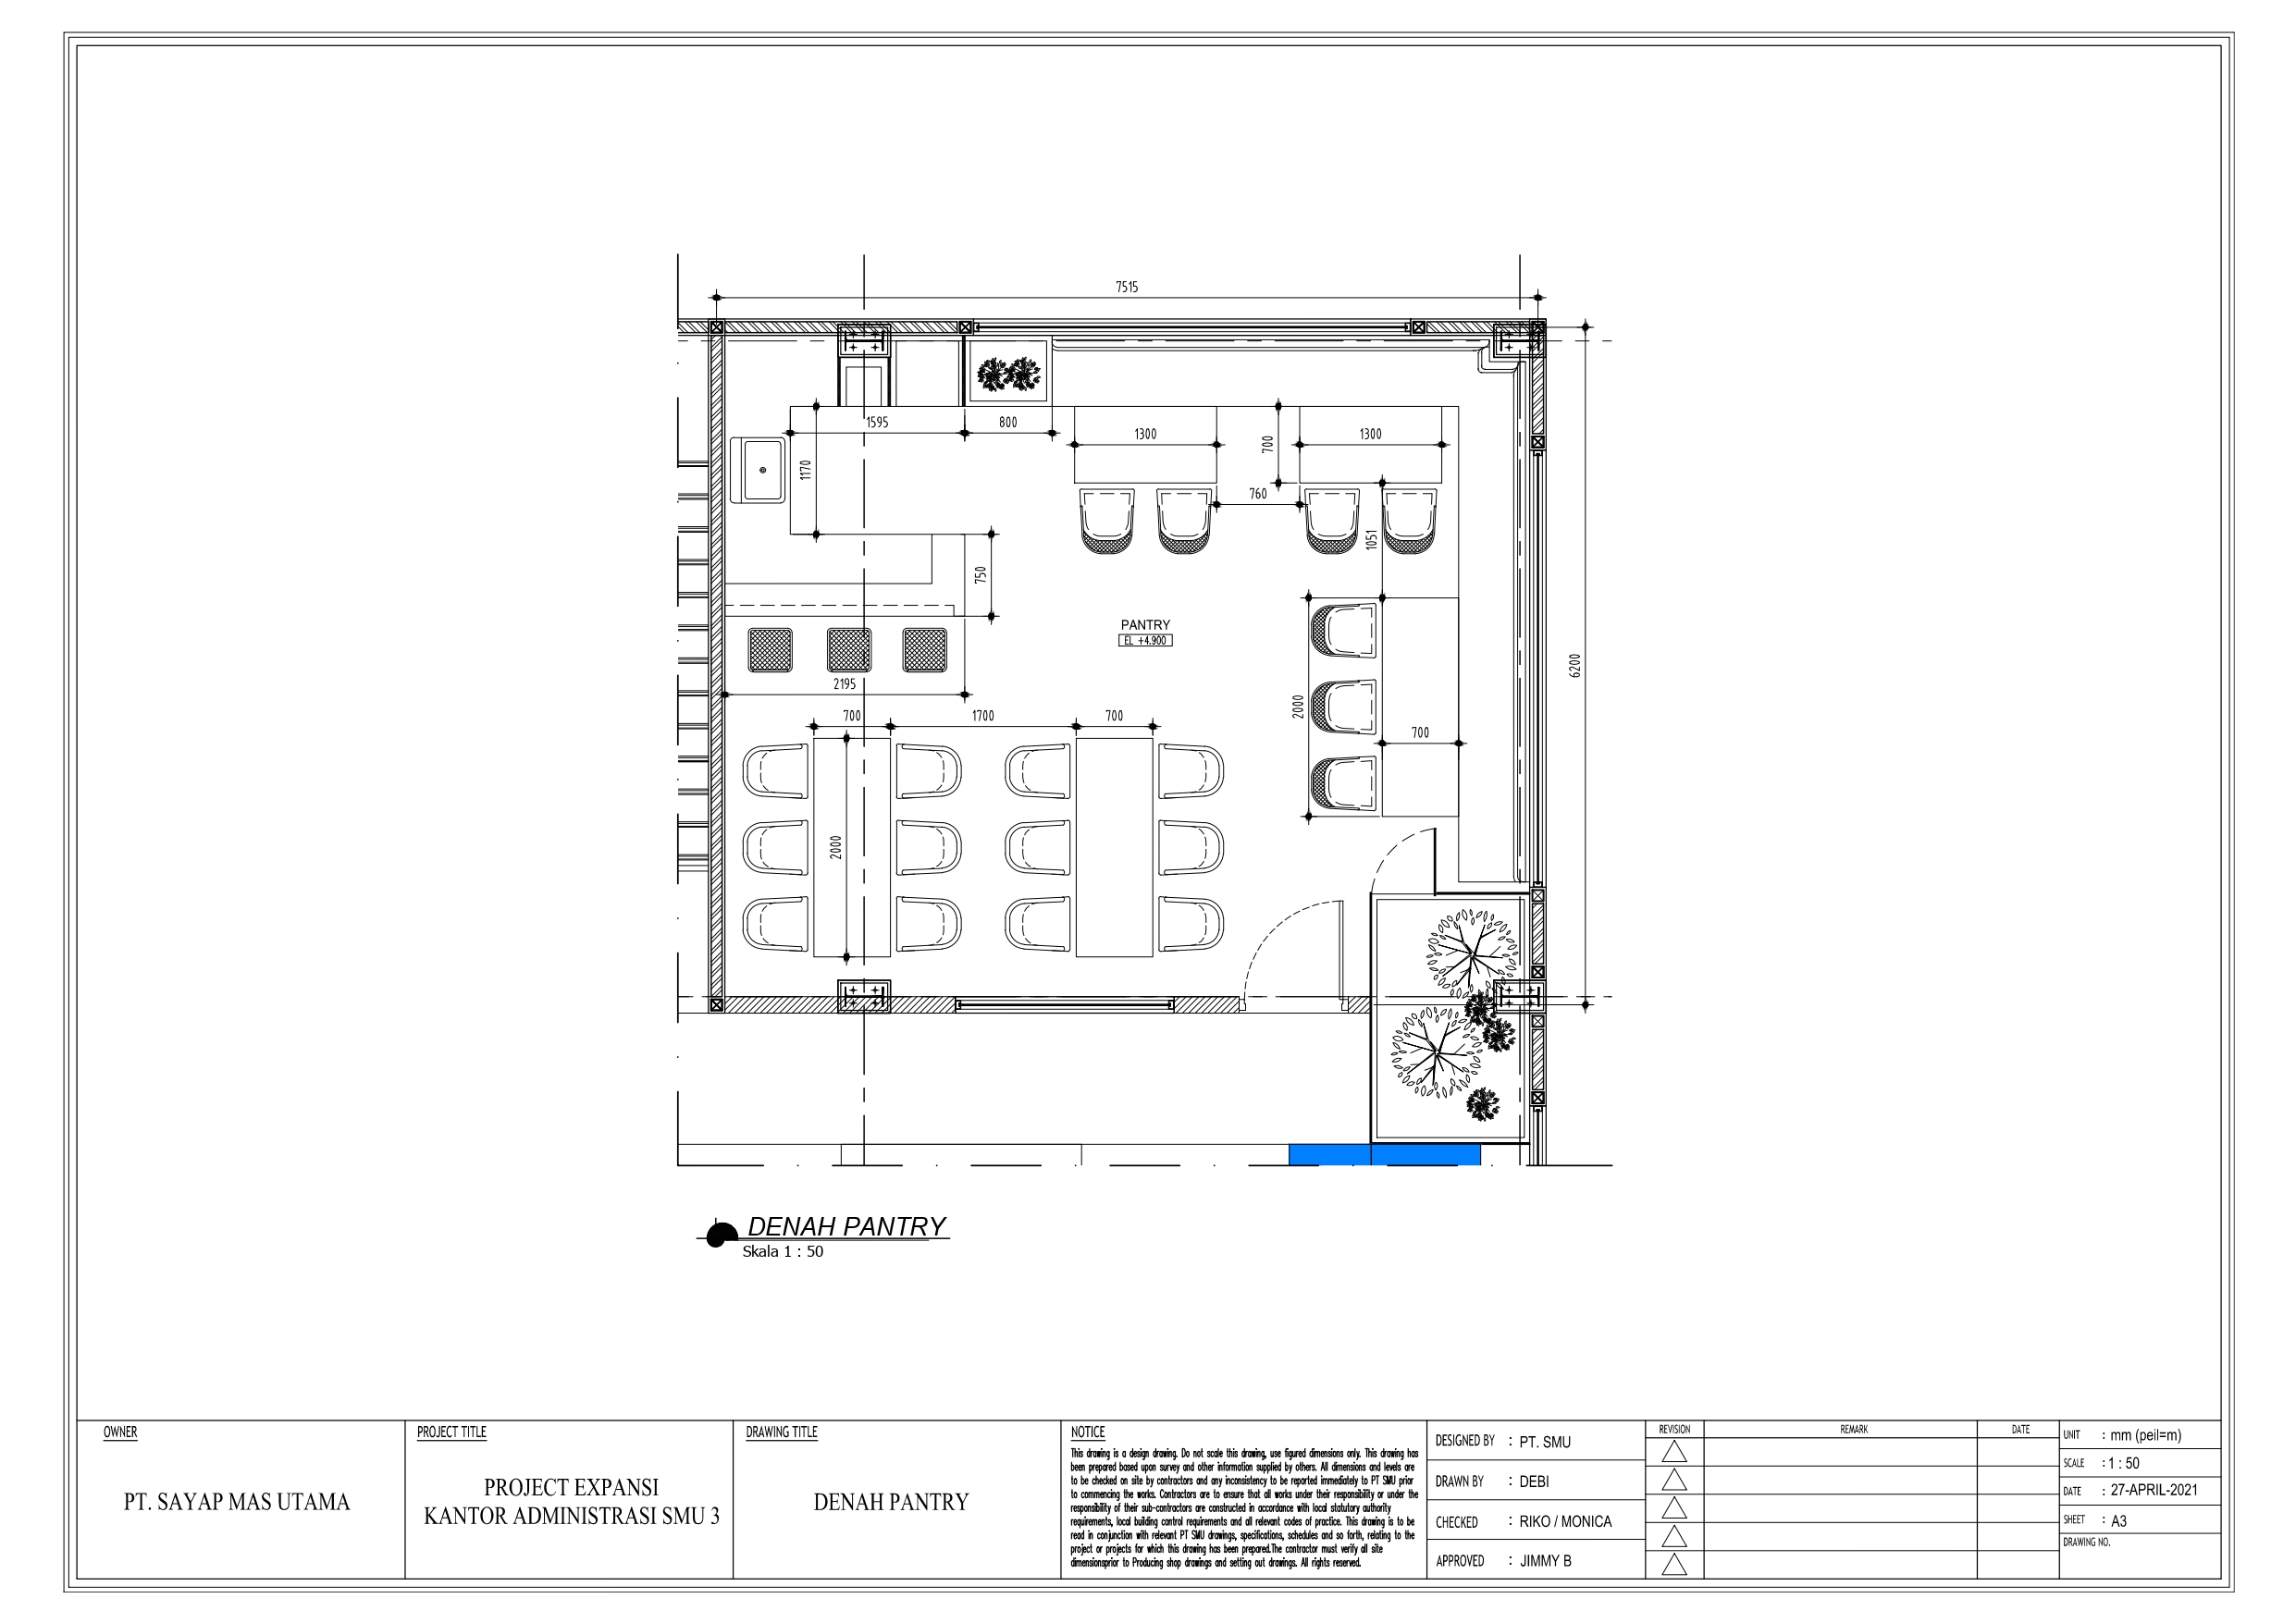 7515
1595
800
1300
1300
700
1170
760
1051
750
PANTRY
EL +4.900
6200
2195
700
1700
700
2000
700
2000
DENAH PANTRY
Skala 1 : 50
OWNER
PT. SAYAP MAS UTAMA
PROJECT TITLE
PROJECT EXPANSI
KANTOR ADMINISTRASI SMU 3
DRAWING TITLE
DENAH PANTRY
NOTICE
This drawing is a design drawing. Do not scale this drawing, use figured dimensions only. This drawing has
been prepared based upon survey and other information supplied by others. All dimensions and levels are
to be checked on site by contractors and any inconsistency to be reported immediately to PT SMU prior
to commencing the works. Contractors are to ensure that all works under their responsibility or under the
responsibility of their sub-contractors are constructed in accordance with local statutory authority
requirements, local building control requirements and all relevant codes of practice. This drawing is to be
read in conjunction with relevant PT SMU drawings, specifications, schedules and so forth, relating to the
project or projects for which this drawing has been prepared.The contractor must verify all site
dimensionsprior to Producing shop drawings and setting out drawings. All rights reserved.
DESIGNED BY : PT. SMU
DRAWN BY : DEBI
CHECKED : RIKO / MONICA
APPROVED : JIMMY B
REVISION REMARK DATE
UNIT : mm (peil=m)
SCALE : 1 : 50
DATE : 27-APRIL-2021
SHEET : A3
DRAWING NO.